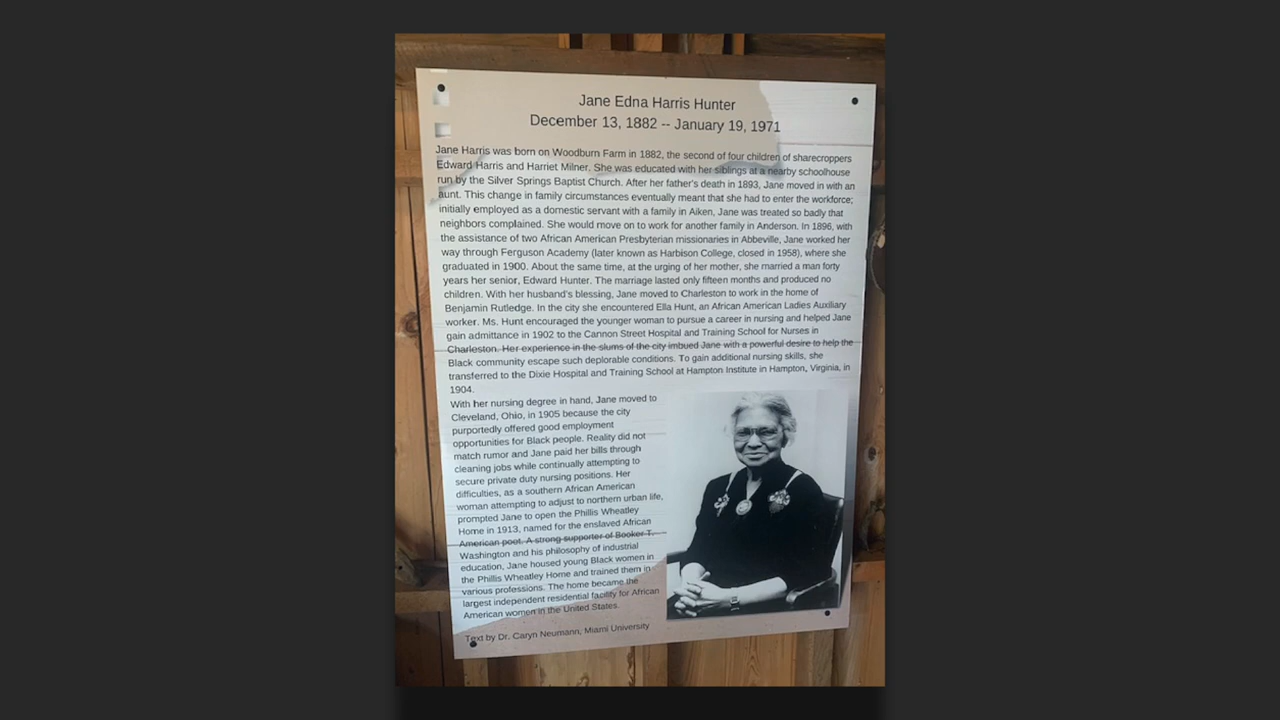 Jane Edna Harris Hunter
December 13, 1882 -- January 19, 1971
Jane Harris was born on Woodburn Farm in 1882, the second of four children of sharecroppers
Edward Harris and Harriet Milner. She was educated with her siblings at a nearby schoolhouse
run by the Silver Springs Baptist Church. After her father's death in 1893, Jane moved in with an
aunt. This change in family circumstances eventually meant that she had to enter the workforce;
initially employed as a domestic servant with a family in Aiken, Jane was treated so badly that
neighbors complained. She would move on to work for another family in Anderson. In 1896, with
the assistance of two African American Presbyterian missionaries in Abbeville, Jane worked her
way through Ferguson Academy (later known as Harbison College, closed in 1958), where she
graduated in 1900. About the same time, at the urging of her mother, she married a man forty
years her senior, Edward Hunter. The marriage lasted only fifteen months and produced no
children. With her husband's blessing, Jane moved to Charleston to work in the home of
Benjamin Rutledge. In the city she encountered Ella Hunt, an African American Ladies Auxiliary
worker. Ms. Hunt encouraged the younger woman to pursue a career in nursing and helped Jane
gain admittance in 1902 to the Cannon Street Hospital and Training School for Nurses in
Charleston. Her experience in the slums of the city imbued Jane with a powerful desire to help the
Black community escape such deplorable conditions. To gain additional nursing skills, she
transferred to the Dixie Hospital and Training School at Hampton Institute in Hampton, Virginia, in
1904.
With her nursing degree in hand, Jane moved to
Cleveland, Ohio, in 1905 because the city
purportedly offered good employment
opportunities for Black people. Reality did not
match rumor and Jane paid her bills through
cleaning jobs while continually attempting to
secure private duty nursing positions. Her
difficulties, as a southern African American
woman attempting to adjust to northern urban life,
prompted Jane to open the Phillis Wheatley
Home in 1913, named for the enslaved African
American poet. A strong supporter of Booker T.
Washington and his philosophy of industrial
education, Jane housed young Black women in
the Phillis Wheatley Home and trained them in
various professions. The home became the
largest independent residential facility for African
American women in the United States.
Text by Dr. Caryn Neumann, Miami University